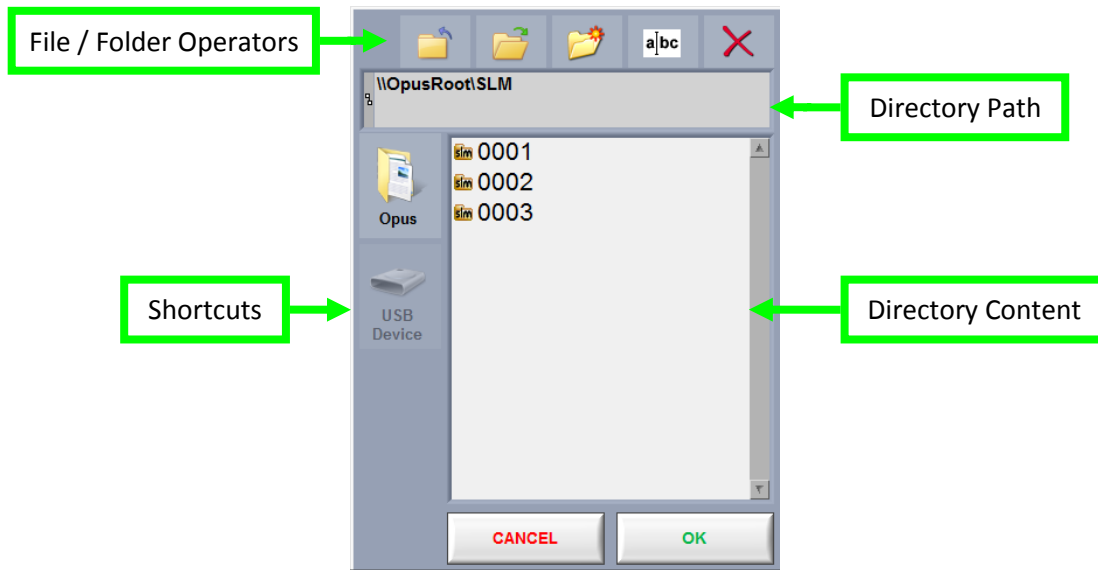 File / Folder Operators
a bc
\\OpusRoot\SLM
Directory Path
slm 0001
slm 0002
slm 0003
Opus
Shortcuts
USB
Device
Directory Content
CANCEL
OK